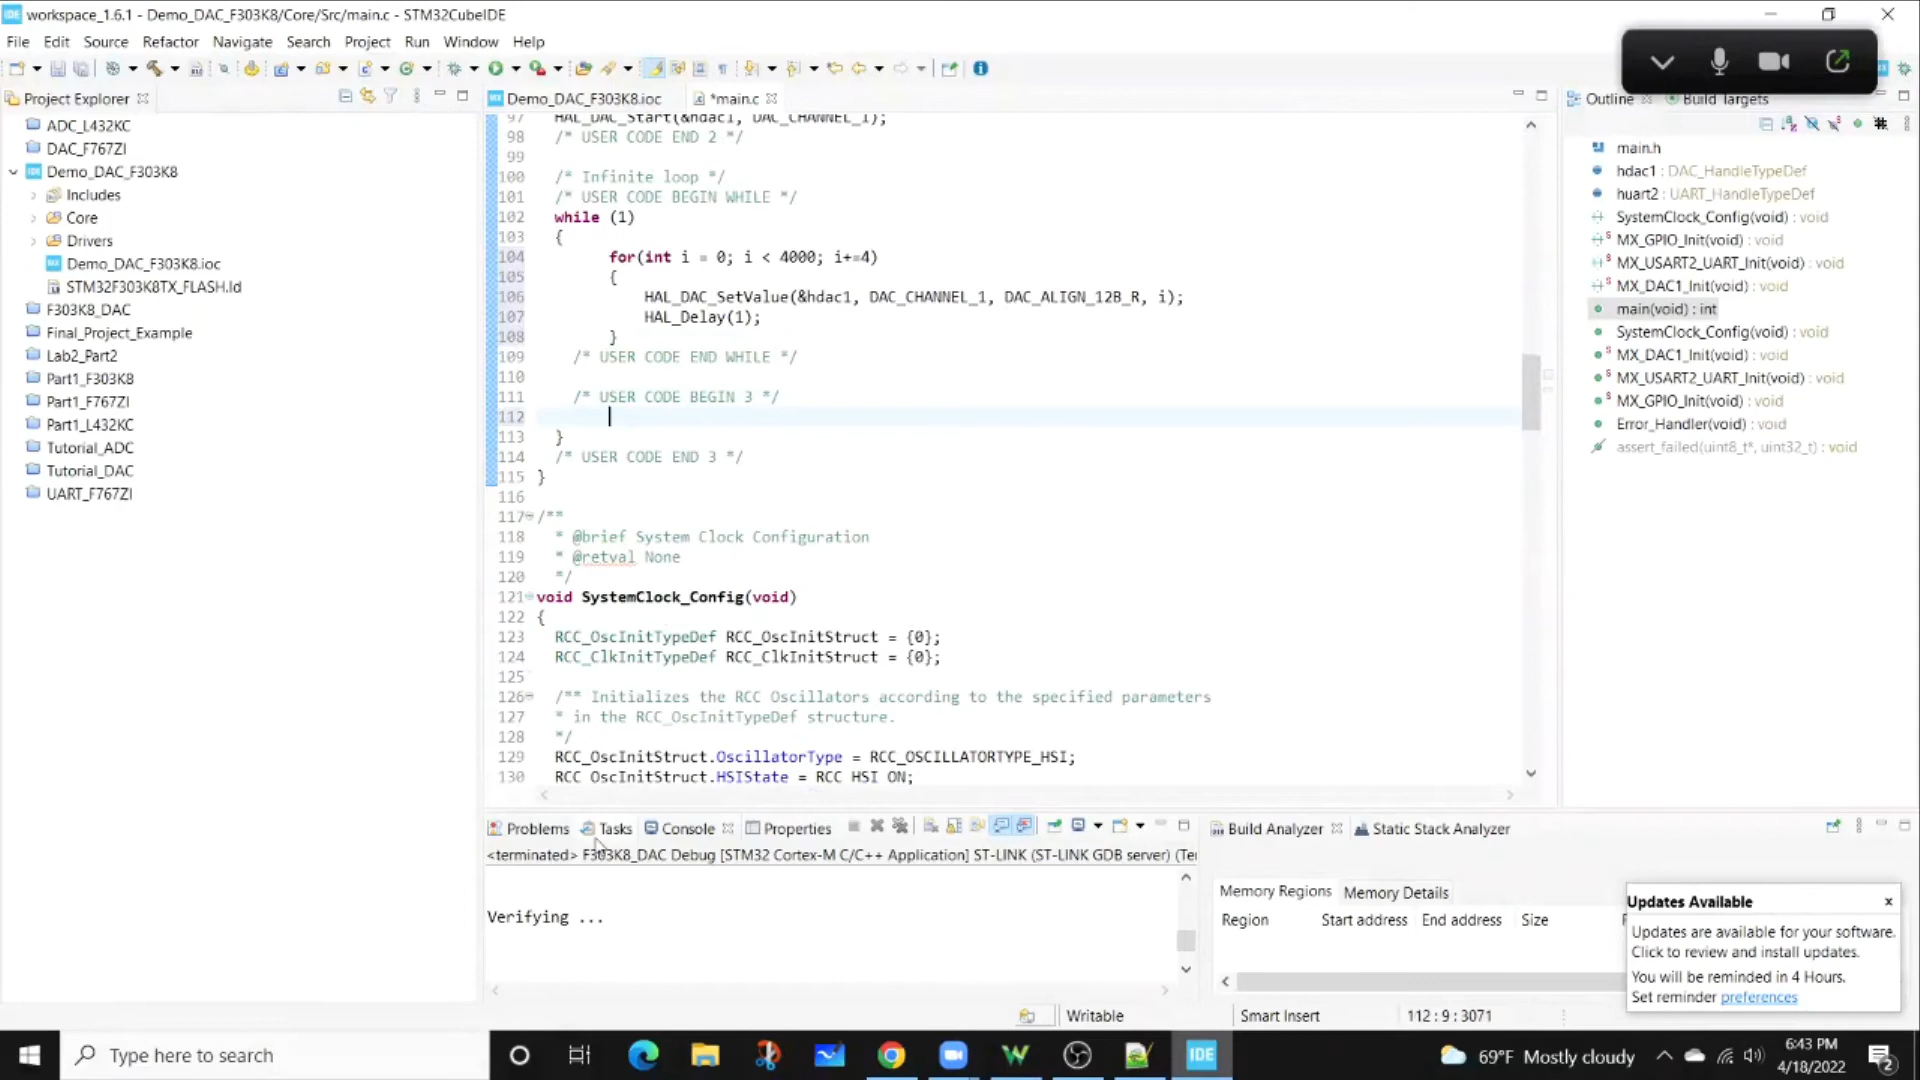 workspace_1.6.1 - Demo_DAC_F303K8/Core/Src/main.c - STM32CubeIDE
File Edit Source Refactor Navigate Search Project Run Window Help
Project Explorer
ADC_L432KC
DAC_F767ZI
Demo_DAC_F303K8
Includes
Core
Drivers
Demo_DAC_F303K8.ioc
STM32F303K8TX_FLASH.ld
F303K8_DAC
Final_Project_Example
Lab2_Part2
Part1_F303K8
Part1_F767ZI
Part1_L432KC
Tutorial_ADC
Tutorial_DAC
UART_F767ZI
Demo_DAC_F303K8.ioc *main.c
97 HAL_DAC_Start(&hdac1, DAC_CHANNEL_1);
98 /* USER CODE END 2 */
99
100 /* Infinite loop */
101 /* USER CODE BEGIN WHILE */
102 while (1)
103 {
104 for(int i = 0; i < 4000; i+=4)
105 {
106 HAL_DAC_SetValue(&hdac1, DAC_CHANNEL_1, DAC_ALIGN_12B_R, i);
107 HAL_Delay(1);
108 }
109 /* USER CODE END WHILE */
110
111 /* USER CODE BEGIN 3 */
112
113 }
114 /* USER CODE END 3 */
115 }
116
117 /**
118 * @brief System Clock Configuration
119 * @retval None
120 */
121 void SystemClock_Config(void)
122 {
123 RCC_OscInitTypeDef RCC_OscInitStruct = {0};
124 RCC_ClkInitTypeDef RCC_ClkInitStruct = {0};
125
126 /** Initializes the RCC Oscillators according to the specified parameters
127 * in the RCC_OscInitTypeDef structure.
128 */
129 RCC_OscInitStruct.OscillatorType = RCC_OSCILLATORTYPE_HSI;
130 RCC_OscInitStruct.HSIState = RCC_HSI_ON;
Outline Build Targets
main.h
hdac1 : DAC_HandleTypeDef
huart2 : UART_HandleTypeDef
SystemClock_Config(void) : void
MX_GPIO_Init(void) : void
MX_USART2_UART_Init(void) : void
MX_DAC1_Init(void) : void
main(void) : int
SystemClock_Config(void) : void
MX_DAC1_Init(void) : void
MX_USART2_UART_Init(void) : void
MX_GPIO_Init(void) : void
Error_Handler(void) : void
assert_failed(uint8_t*, uint32_t) : void
Problems Tasks Console Properties
<terminated> F303K8_DAC Debug [STM32 Cortex-M C/C++ Application] ST-LINK (ST-LINK GDB server) (Ter
Verifying ...
Build Analyzer Static Stack Analyzer
Memory Regions Memory Details
Region Start address End address Size
Updates Available
Updates are available for your software.
Click to review and install updates.
You will be reminded in 4 Hours.
Set reminder preferences
Writable Smart Insert 112 : 9 : 3071
Type here to search
IDE
69°F Mostly cloudy
6:43 PM
4/18/2022
2